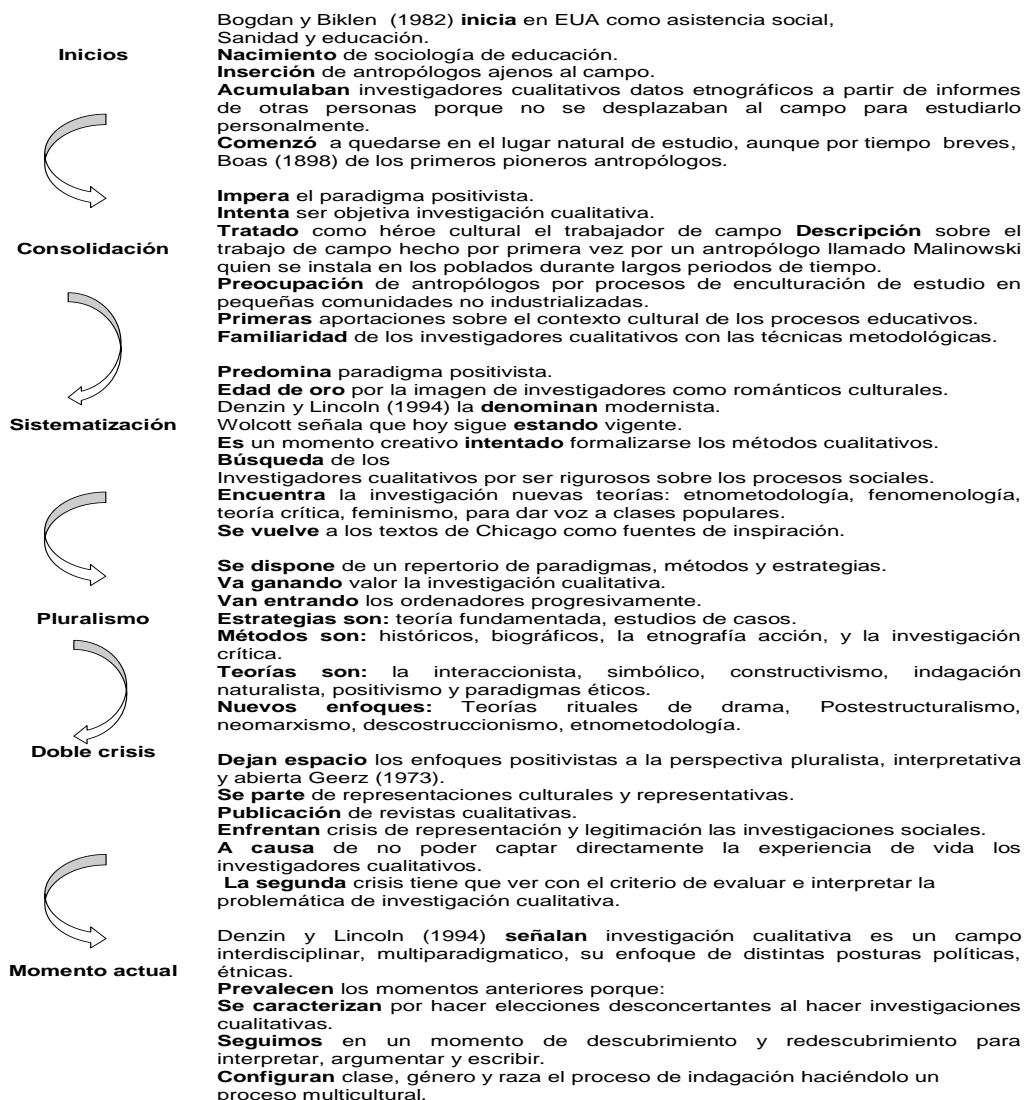 Bogdan y Biklen (1982) inicia en EUA como asistencia social,
Sanidad y educación.
Inicios
Nacimiento de sociología de educación.
Inserción de antropólogos ajenos al campo.
Acumulaban investigadores cualitativos datos etnográficos a partir de informes
de otras personas porque no se desplazaban al campo para estudiarlo
personalmente.
Comenzó a quedarse en el lugar natural de estudio, aunque por tiempo breves,
Boas (1898) de los primeros pioneros antropólogos.
Impera el paradigma positivista.
Intenta ser objetiva investigación cualitativa.
Tratado como héroe cultural el trabajador de campo Descripción sobre el
Consolidación
trabajo de campo hecho por primera vez por un antropólogo llamado Malinowski
quien se instala en los poblados durante largos periodos de tiempo.
Preocupación de antropólogos por procesos de enculturación de estudio en
pequeñas comunidades no industrializadas.
Primeras aportaciones sobre el contexto cultural de los procesos educativos.
Familiaridad de los investigadores cualitativos con las técnicas metodológicas.
Predomina paradigma positivista.
Edad de oro por la imagen de investigadores como románticos culturales.
Denzin y Lincoln (1994) la denominan modernista.
Sistematización
Wolcott señala que hoy sigue estando vigente.
Es un momento creativo intentado formalizarse los métodos cualitativos.
Búsqueda de los
Investigadores cualitativos por ser rigurosos sobre los procesos sociales.
Encuentra la investigación nuevas teorías: etnometodología, fenomenología,
teoría crítica, feminismo, para dar voz a clases populares.
Se vuelve a los textos de Chicago como fuentes de inspiración.
Se dispone de un repertorio de paradigmas, métodos y estrategias.
Va ganando valor la investigación cualitativa.
Van entrando los ordenadores progresivamente.
Pluralismo
Estrategias son: teoría fundamentada, estudios de casos.
Métodos son: históricos, biográficos, la etnografía acción, y la investigación
crítica.
Teorías son: la interaccionista, simbólico, constructivismo, indagación
naturalista, positivismo y paradigmas éticos.
Nuevos enfoques: Teorías rituales de drama, Postestructuralismo,
neomarxismo, descostruccionismo, etnometodología.
Doble crisis
Dejan espacio los enfoques positivistas a la perspectiva pluralista, interpretativa
y abierta Geerz (1973).
Se parte de representaciones culturales y representativas.
Publicación de revistas cualitativas.
Enfrentan crisis de representación y legitimación las investigaciones sociales.
A causa de no poder captar directamente la experiencia de vida los
investigadores cualitativos.
La segunda crisis tiene que ver con el criterio de evaluar e interpretar la
problemática de investigación cualitativa.
Denzin y Lincoln (1994) señalan investigación cualitativa es un campo
interdisciplinar, multiparadigmatico, su enfoque de distintas posturas políticas,
Momento actual
étnicas.
Prevalecen los momentos anteriores porque:
Se caracterizan por hacer elecciones desconcertantes al hacer investigaciones
cualitativas.
Seguimos en un momento de descubrimiento y redescubrimiento para
interpretar, argumentar y escribir.
Configuran clase, género y raza el proceso de indagación haciéndolo un
proceso multicultural.